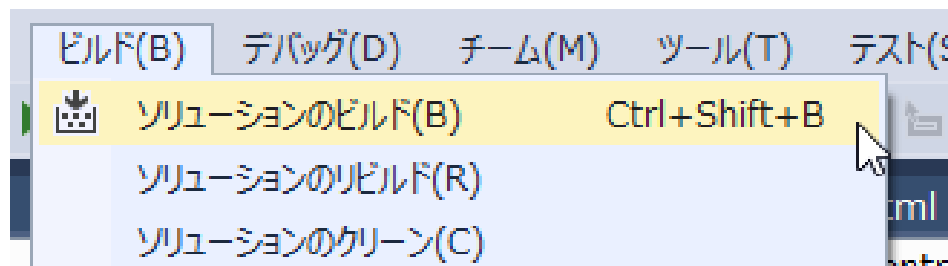 ビルド(B) デバッグ(D) チーム(M) ツール(T) テスト(S
ソリューションのビルド(B) Ctrl+Shift+B
ソリューションのリビルド(R)
ml
ソリューションのクリーン(C)